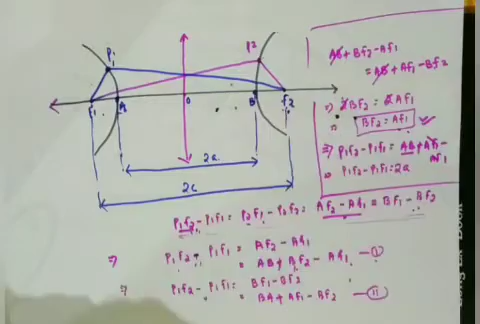 P1
P2
F1
A
O
B
F2
2a
2c
AB + BF2 - AF1
= AB + AF1 - BF2
⇒ 2BF2 = 2AF1
BF2 = AF1
⇒ P1F2 - P1F1 = AB + AF1 - AF1
P1F2 - P1F1 = 2a
P1F2 - P1F1 = P2F1 - P2F2 = AF2 - AF1 = BF1 - BF2
⇒ P1F2 - P1F1 = AF2 - AF1
= AB + BF2 - AF1 - (I)
⇒ P1F2 - P1F1 = BF1 - BF2
= BA + AF1 - BF2 - (II)